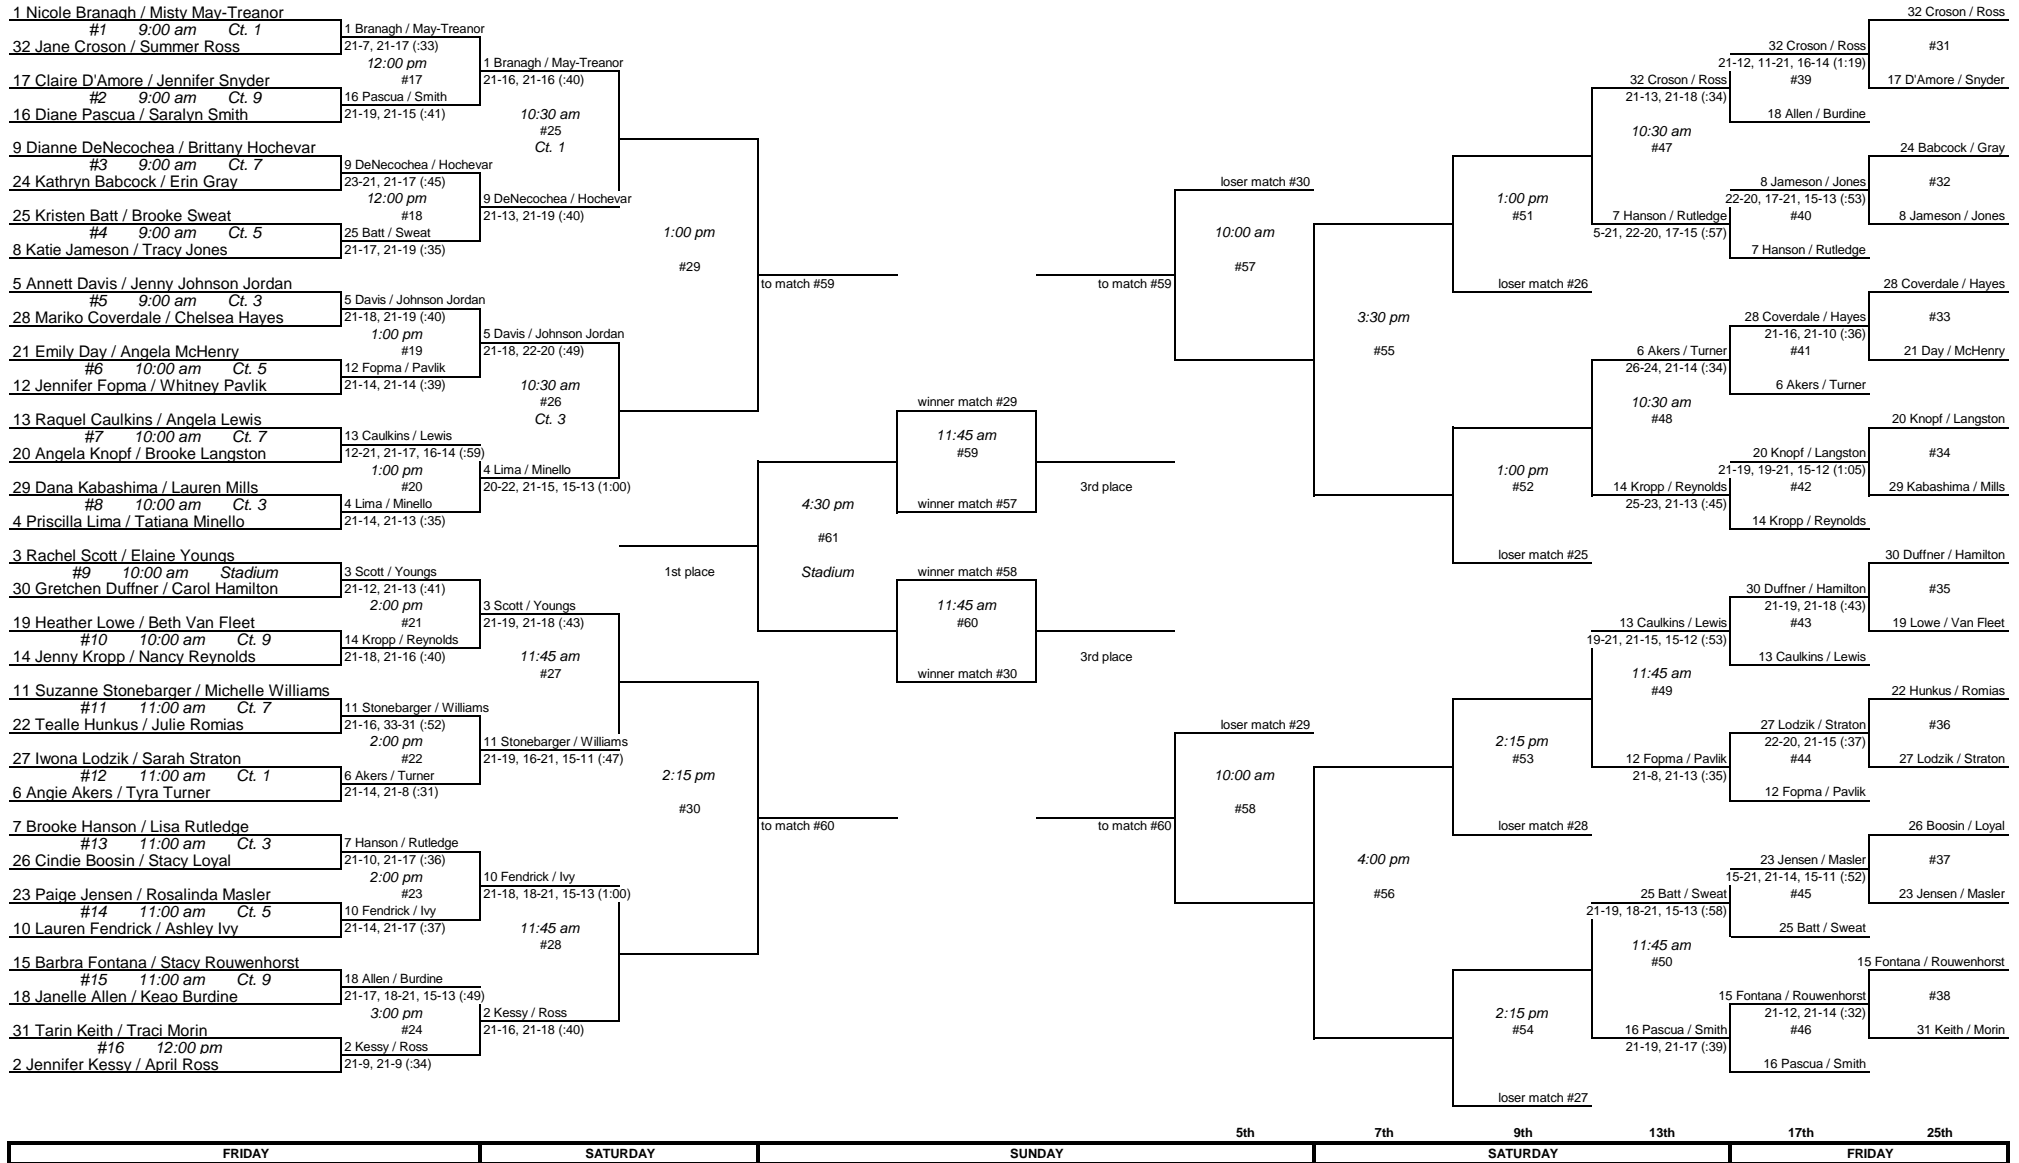 1 Nicole Branagh / Misty May-Treanor
#1 9:00 am Ct. 1
32 Jane Croson / Summer Ross
17 Claire D'Amore / Jennifer Snyder
#2 9:00 am Ct. 9
16 Diane Pascua / Saralyn Smith
9 Dianne DeNecochea / Brittany Hochevar
#3 9:00 am Ct. 7
24 Kathryn Babcock / Erin Gray
25 Kristen Batt / Brooke Sweat
#4 9:00 am Ct. 5
8 Katie Jameson / Tracy Jones
5 Annett Davis / Jenny Johnson Jordan
#5 9:00 am Ct. 3
28 Mariko Coverdale / Chelsea Hayes
21 Emily Day / Angela McHenry
#6 10:00 am Ct. 5
12 Jennifer Fopma / Whitney Pavlik
13 Raquel Caulkins / Angela Lewis
#7 10:00 am Ct. 7
20 Angela Knopf / Brooke Langston
29 Dana Kabashima / Lauren Mills
#8 10:00 am Ct. 3
4 Priscilla Lima / Tatiana Minello
3 Rachel Scott / Elaine Youngs
#9 10:00 am Stadium
30 Gretchen Duffner / Carol Hamilton
19 Heather Lowe / Beth Van Fleet
#10 10:00 am Ct. 9
14 Jenny Kropp / Nancy Reynolds
11 Suzanne Stonebarger / Michelle Williams
#11 11:00 am Ct. 7
22 Tealle Hunkus / Julie Romias
27 Iwona Lodzik / Sarah Straton
#12 11:00 am Ct. 1
6 Angie Akers / Tyra Turner
7 Brooke Hanson / Lisa Rutledge
#13 11:00 am Ct. 3
26 Cindie Boosin / Stacy Loyal
23 Paige Jensen / Rosalinda Masler
#14 11:00 am Ct. 5
10 Lauren Fendrick / Ashley Ivy
15 Barbra Fontana / Stacy Rouwenhorst
#15 11:00 am Ct. 9
18 Janelle Allen / Keao Burdine
31 Tarin Keith / Traci Morin
#16 12:00 pm
2 Jennifer Kessy / April Ross
1 Branagh / May-Treanor
21-7, 21-17 (:33)
12:00 pm
#17
16 Pascua / Smith
21-19, 21-15 (:41)
9 DeNecochea / Hochevar
23-21, 21-17 (:45)
12:00 pm
#18
25 Batt / Sweat
21-17, 21-19 (:35)
5 Davis / Johnson Jordan
21-18, 21-19 (:40)
1:00 pm
#19
12 Fopma / Pavlik
21-14, 21-14 (:39)
13 Caulkins / Lewis
12-21, 21-17, 16-14 (:59)
1:00 pm
#20
4 Lima / Minello
21-14, 21-13 (:35)
3 Scott / Youngs
21-12, 21-13 (:41)
2:00 pm
#21
14 Kropp / Reynolds
21-18, 21-16 (:40)
11 Stonebarger / Williams
21-16, 33-31 (:52)
2:00 pm
#22
6 Akers / Turner
21-14, 21-8 (:31)
7 Hanson / Rutledge
21-10, 21-17 (:36)
2:00 pm
#23
10 Fendrick / Ivy
21-14, 21-17 (:37)
18 Allen / Burdine
21-17, 18-21, 15-13 (:49)
3:00 pm
#24
2 Kessy / Ross
21-9, 21-9 (:34)
1 Branagh / May-Treanor
21-16, 21-16 (:40)
10:30 am
#25
Ct. 1
9 DeNecochea / Hochevar
21-13, 21-19 (:40)
5 Davis / Johnson Jordan
21-18, 22-20 (:49)
10:30 am
#26
Ct. 3
4 Lima / Minello
20-22, 21-15, 15-13 (1:00)
3 Scott / Youngs
21-19, 21-18 (:43)
11:45 am
#27
11 Stonebarger / Williams
21-19, 16-21, 15-11 (:47)
10 Fendrick / Ivy
21-18, 18-21, 15-13 (1:00)
11:45 am
#28
2 Kessy / Ross
21-16, 21-18 (:40)
1:00 pm
#29
1st place
2:15 pm
#30
to match #59
4:30 pm
#61
Stadium
to match #60
winner match #29
11:45 am
#59
winner match #57
winner match #58
11:45 am
#60
winner match #30
to match #59
3rd place
3rd place
to match #60
loser match #30
10:00 am
#57
loser match #29
10:00 am
#58
3:30 pm
#55
4:00 pm
#56
1:00 pm
#51
loser match #26
1:00 pm
#52
loser match #25
2:15 pm
#53
loser match #28
2:15 pm
#54
loser match #27
32 Croson / Ross
21-13, 21-18 (:34)
10:30 am
#47
7 Hanson / Rutledge
5-21, 22-20, 17-15 (:57)
6 Akers / Turner
26-24, 21-14 (:34)
10:30 am
#48
14 Kropp / Reynolds
25-23, 21-13 (:45)
13 Caulkins / Lewis
19-21, 21-15, 15-12 (:53)
11:45 am
#49
12 Fopma / Pavlik
21-8, 21-13 (:35)
25 Batt / Sweat
21-19, 18-21, 15-13 (:58)
11:45 am
#50
16 Pascua / Smith
21-19, 21-17 (:39)
32 Croson / Ross
21-12, 11-21, 16-14 (1:19)
#39
18 Allen / Burdine
8 Jameson / Jones
22-20, 17-21, 15-13 (:53)
#40
7 Hanson / Rutledge
28 Coverdale / Hayes
21-16, 21-10 (:36)
#41
6 Akers / Turner
20 Knopf / Langston
21-19, 19-21, 15-12 (1:05)
#42
14 Kropp / Reynolds
30 Duffner / Hamilton
21-19, 21-18 (:43)
#43
13 Caulkins / Lewis
27 Lodzik / Straton
22-20, 21-15 (:37)
#44
12 Fopma / Pavlik
23 Jensen / Masler
15-21, 21-14, 15-11 (:52)
#45
25 Batt / Sweat
15 Fontana / Rouwenhorst
21-12, 21-14 (:32)
#46
16 Pascua / Smith
32 Croson / Ross
#31
17 D'Amore / Snyder
24 Babcock / Gray
#32
8 Jameson / Jones
28 Coverdale / Hayes
#33
21 Day / McHenry
20 Knopf / Langston
#34
29 Kabashima / Mills
30 Duffner / Hamilton
#35
19 Lowe / Van Fleet
22 Hunkus / Romias
#36
27 Lodzik / Straton
26 Boosin / Loyal
#37
23 Jensen / Masler
15 Fontana / Rouwenhorst
#38
31 Keith / Morin
5th 7th 9th 13th 17th 25th
FRIDAY SATURDAY SUNDAY SATURDAY FRIDAY